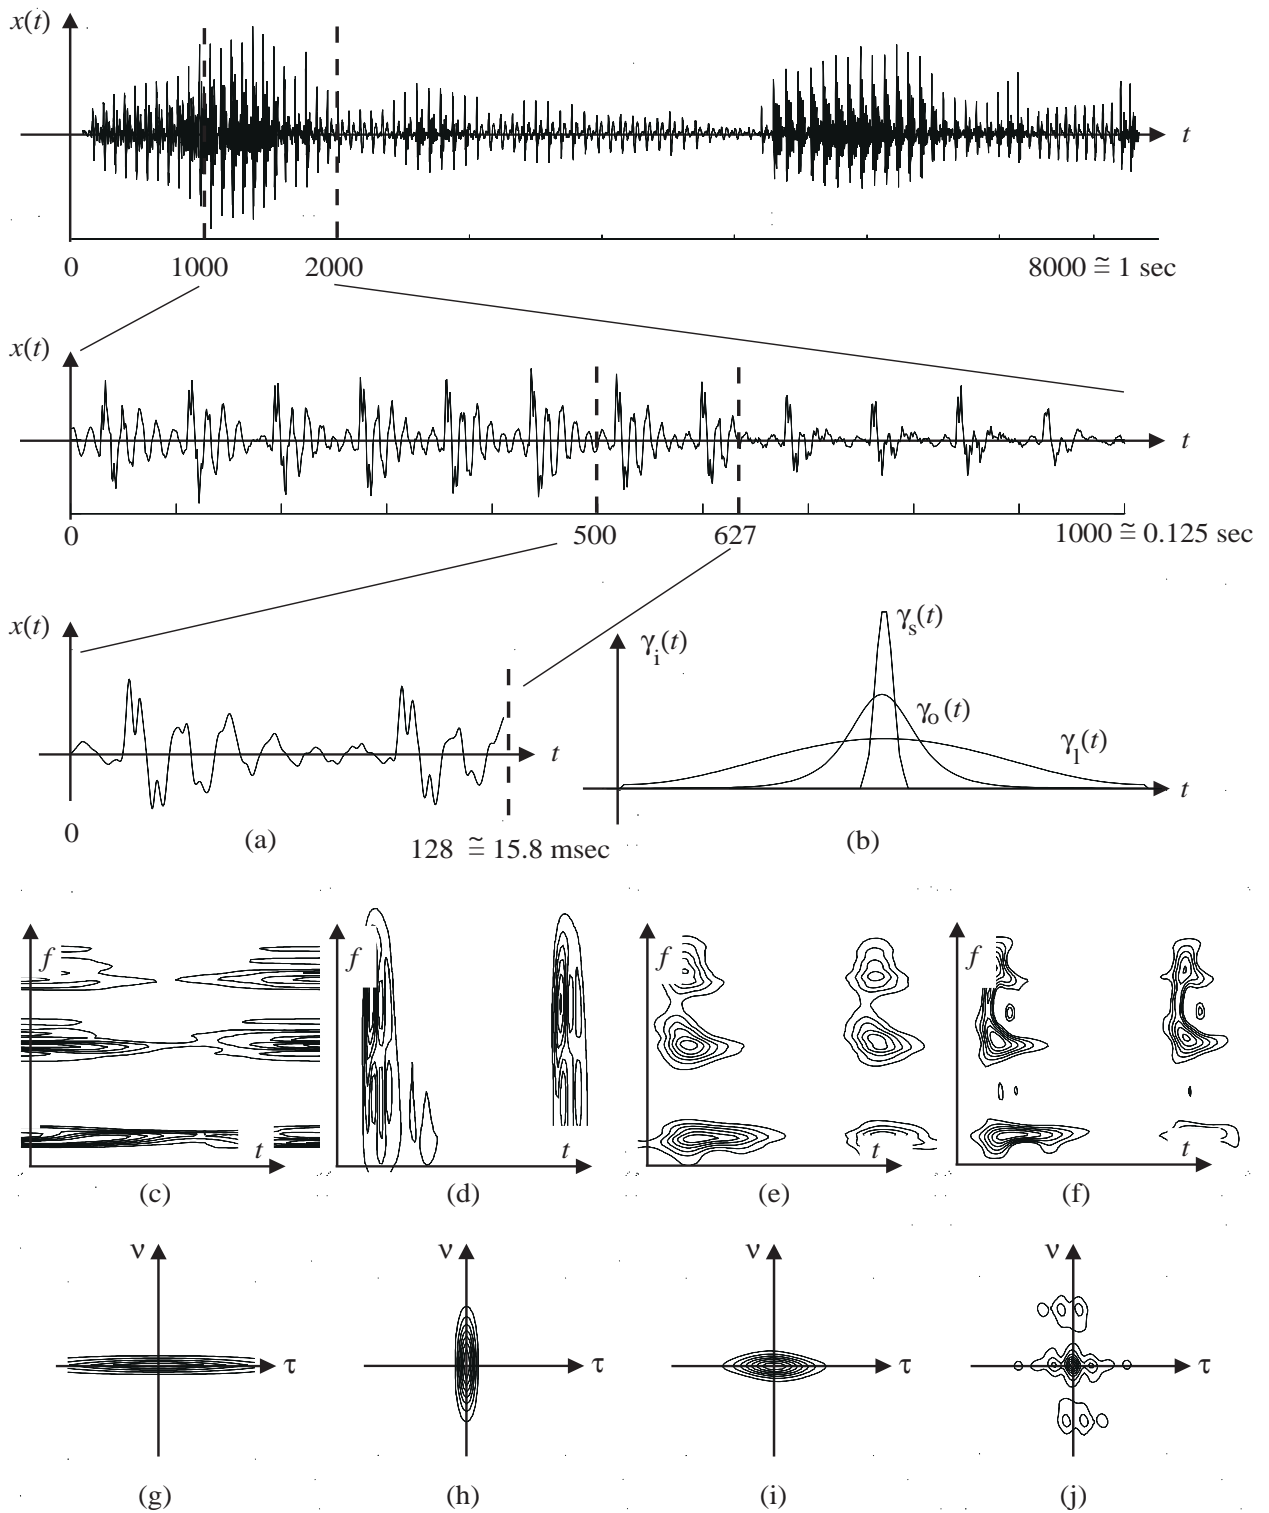 x(t)
t
0 1000 2000 8000 ≅ 1 sec
x(t)
t
0 500 627 1000 ≅ 0.125 sec
x(t)
t
0
128 ≅ 15.8 msec
(a)
γi(t)
γs(t)
γo(t)
γl(t)
t
(b)
f f f f
t t t t
(c) (d) (e) (f)
ν ν ν ν
τ τ τ τ
(g) (h) (i) (j)